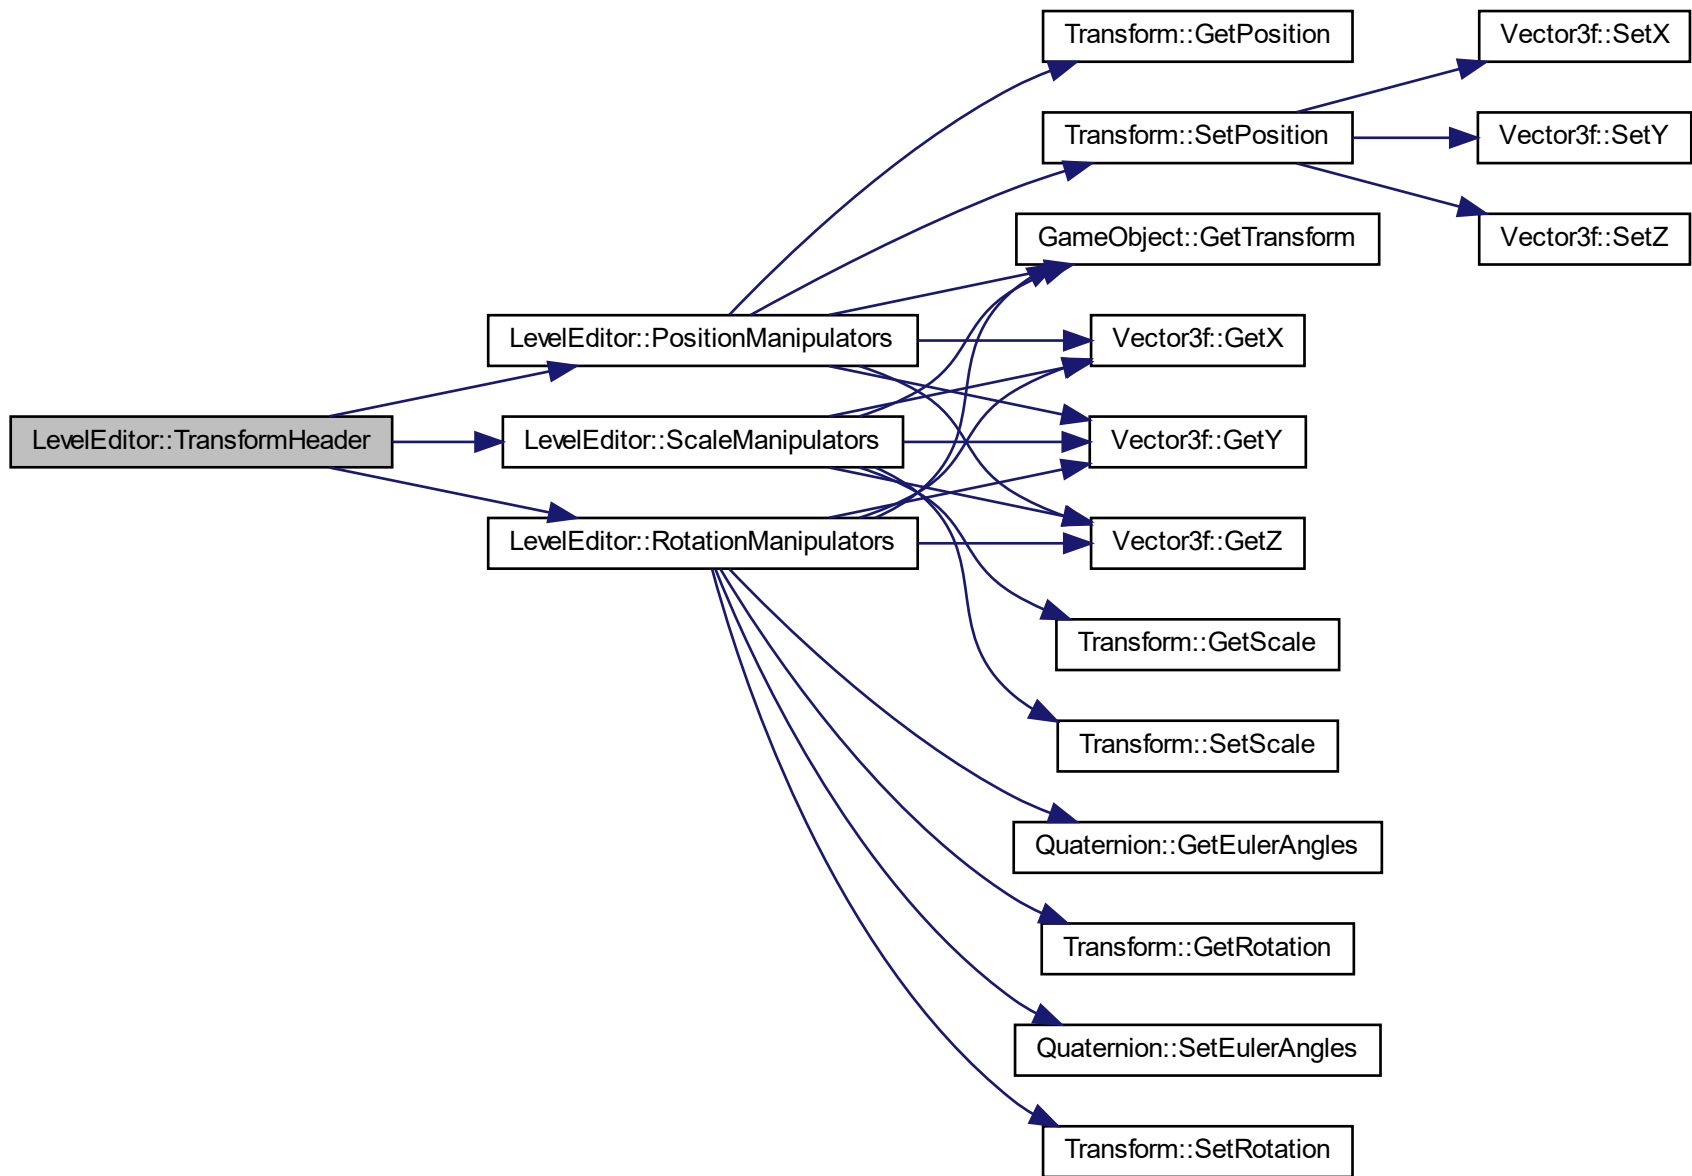 Transform::GetPosition
Vector3f::SetX
Transform::SetPosition
Vector3f::SetY
GameObject::GetTransform
Vector3f::SetZ
LevelEditor::PositionManipulators
Vector3f::GetX
LevelEditor::TransformHeader
LevelEditor::ScaleManipulators
Vector3f::GetY
LevelEditor::RotationManipulators
Vector3f::GetZ
Transform::GetScale
Transform::SetScale
Quaternion::GetEulerAngles
Transform::GetRotation
Quaternion::SetEulerAngles
Transform::SetRotation